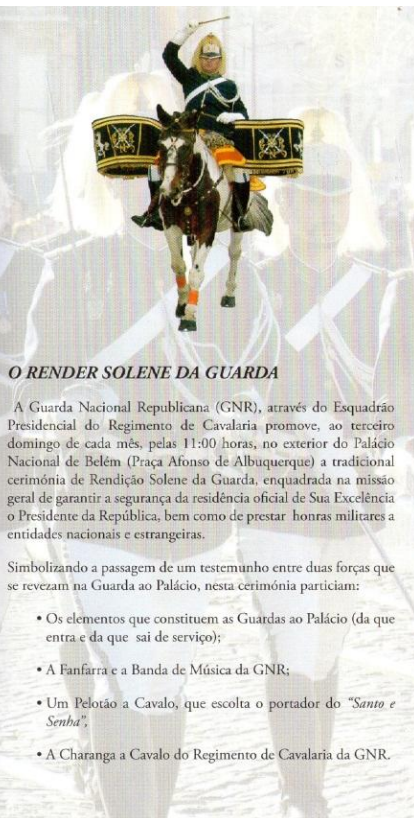 O RENDER SOLENE DA GUARDA
A Guarda Nacional Republicana (GNR), através do Esquadrão
Presidencial do Regimento de Cavalaria promove, ao terceiro
domingo de cada mês, pelas 11:00 horas, no exterior do Palácio
Nacional de Belém (Praça Afonso de Albuquerque) a tradicional
cerimónia de Rendição Solene da Guarda, enquadrada na missão
geral de garantir a segurança da residência oficial de Sua Excelência
o Presidente da República, bem como de prestar honras militares a
entidades nacionais e estrangeiras.
Simbolizando a passagem de um testemunho entre duas forças que
se revezam na Guarda ao Palácio, nesta cerimónia particiam:
• Os elementos que constituem as Guardas ao Palácio (da que
entra e da que sai de serviço);
• A Fanfarra e a Banda de Música da GNR;
• Um Pelotão a Cavalo, que escolta o portador do “Santo e
Senha”,
• A Charanga a Cavalo do Regimento de Cavalaria da GNR.